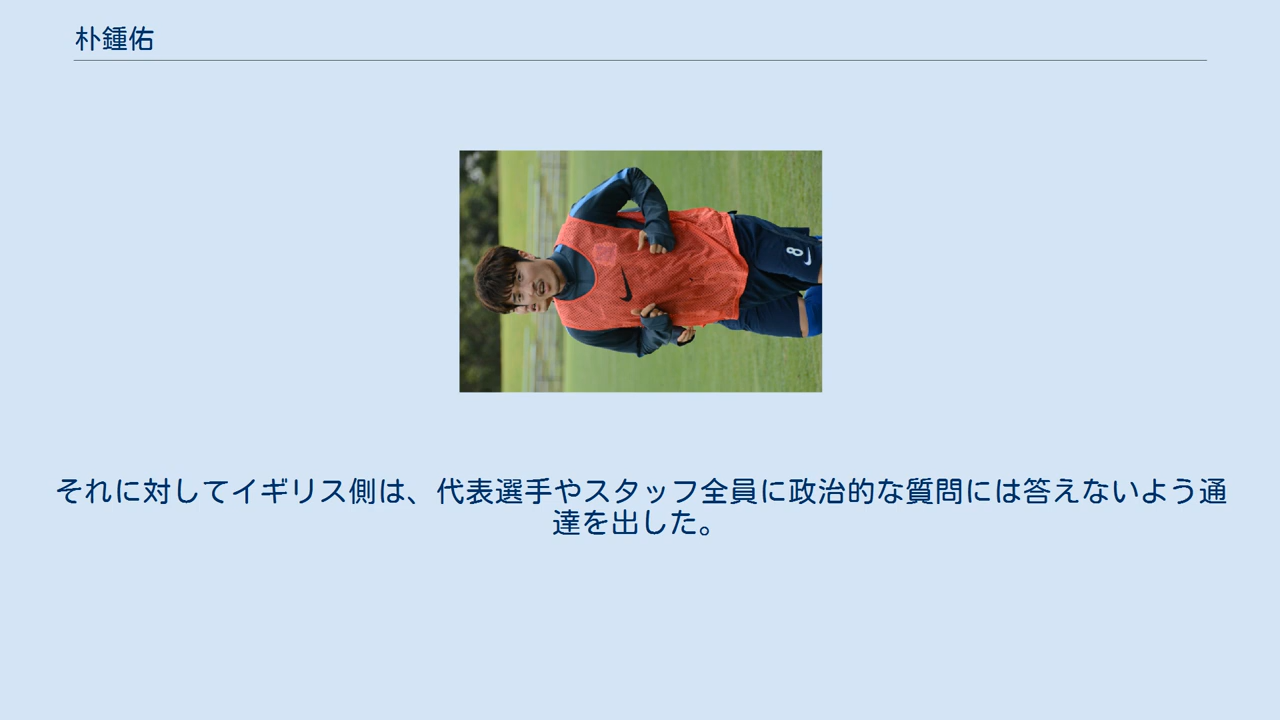 朴鍾佑
それに対してイギリス側は、代表選手やスタッフ全員に政治的な質問には答えないよう通
達を出した。
8